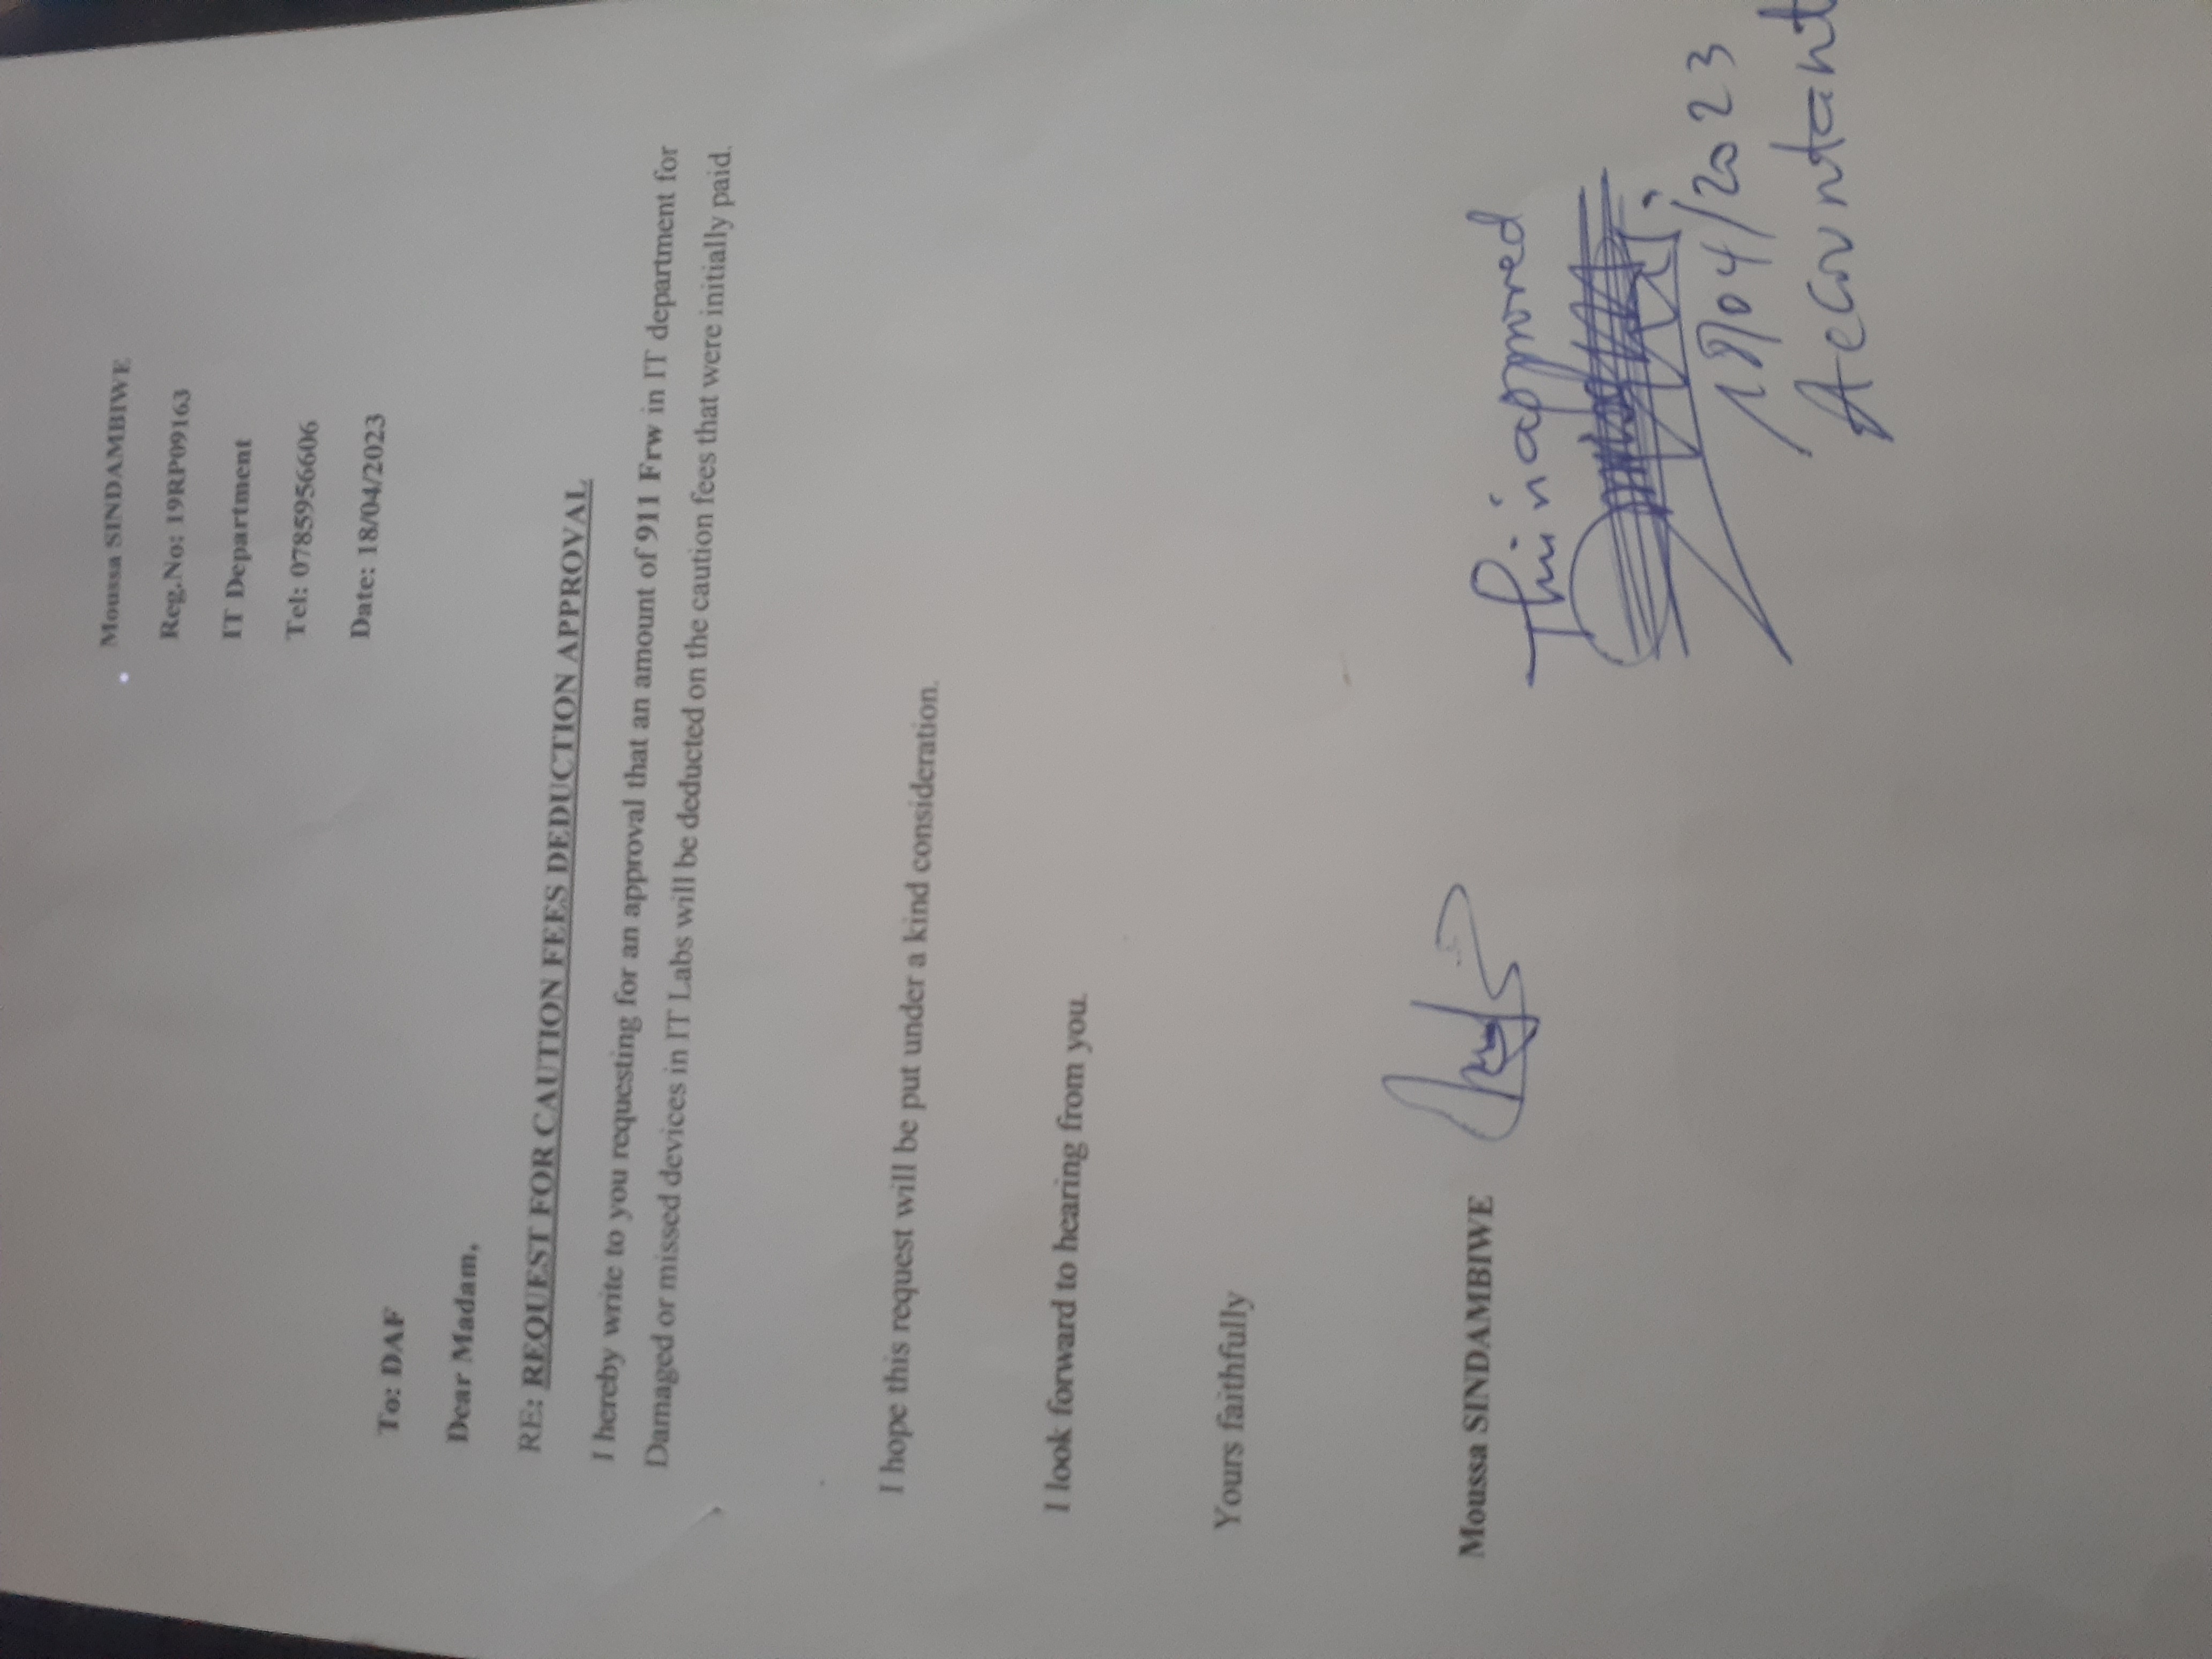 Moussa SINDAMBIWE
Reg.No: 19RP09163
IT Department
Tel: 0785956606
Date: 18/04/2023
To: DAF
Dear Madam,
RE: REQUEST FOR CAUTION FEES DEDUCTION APPROVAL
I hereby write to you requesting for an approval that an amount of 911 Frw in IT department for
Damaged or missed devices in IT Labs will be deducted on the caution fees that were initially paid.
I hope this request will be put under a kind consideration.
I look forward to hearing from you.
Yours faithfully
Moussa SINDAMBIWE
This is approved
18/04/2023
Accountant